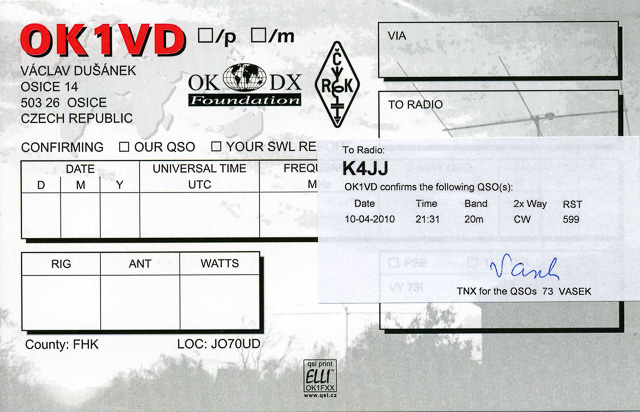 OK1VD □/p □/m
VÁCLAV DUŠÁNEK
OSICE 14
503 26 OSICE
CZECH REPUBLIC
OK DX
Foundation
ČRK
VIA
TO RADIO
CONFIRMING □ OUR QSO □ YOUR SWL RE
DATE UNIVERSAL TIME FREQU
D M Y UTC M
To Radio:
K4JJ
OK1VD confirms the following QSO(s):
Date Time Band 2x Way RST
10-04-2010 21:31 20m CW 599
□ PSE
VY 73!
Vasek
TNX for the QSOs 73 VASEK
RIG ANT WATTS
County: FHK LOC: JO70UD
qsl print
ELLI
OK1FXX
www.qsl.cz